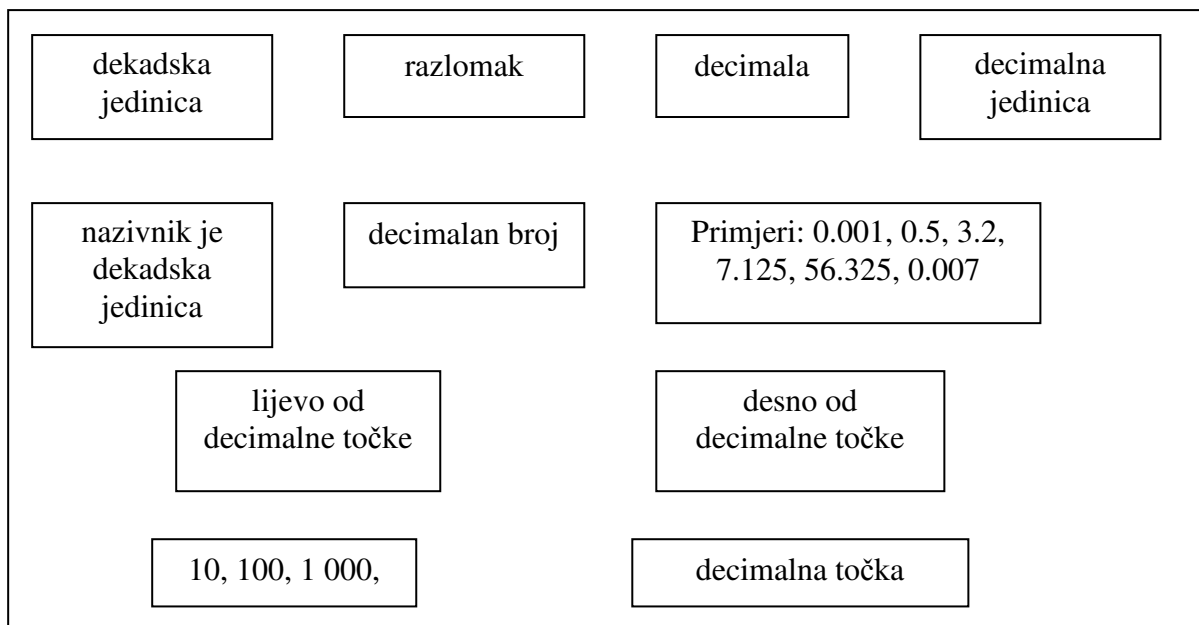 dekadska
jedinica
razlomak
decimala
decimalna
jedinica
nazivnik je
dekadska
jedinica
decimalan broj
Primjeri: 0.001, 0.5, 3.2,
7.125, 56.325, 0.007
lijevo od
decimalne točke
desno od
decimalne točke
10, 100, 1 000,
decimalna točka